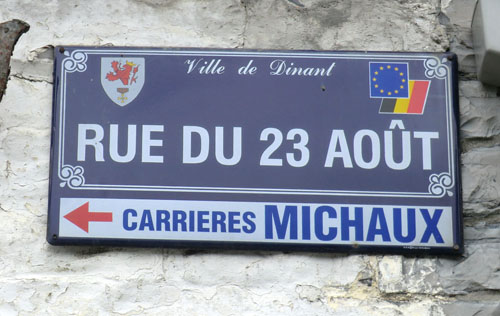 Ville de Dinant
RUE DU 23 AOÛT
CARRIERES MICHAUX